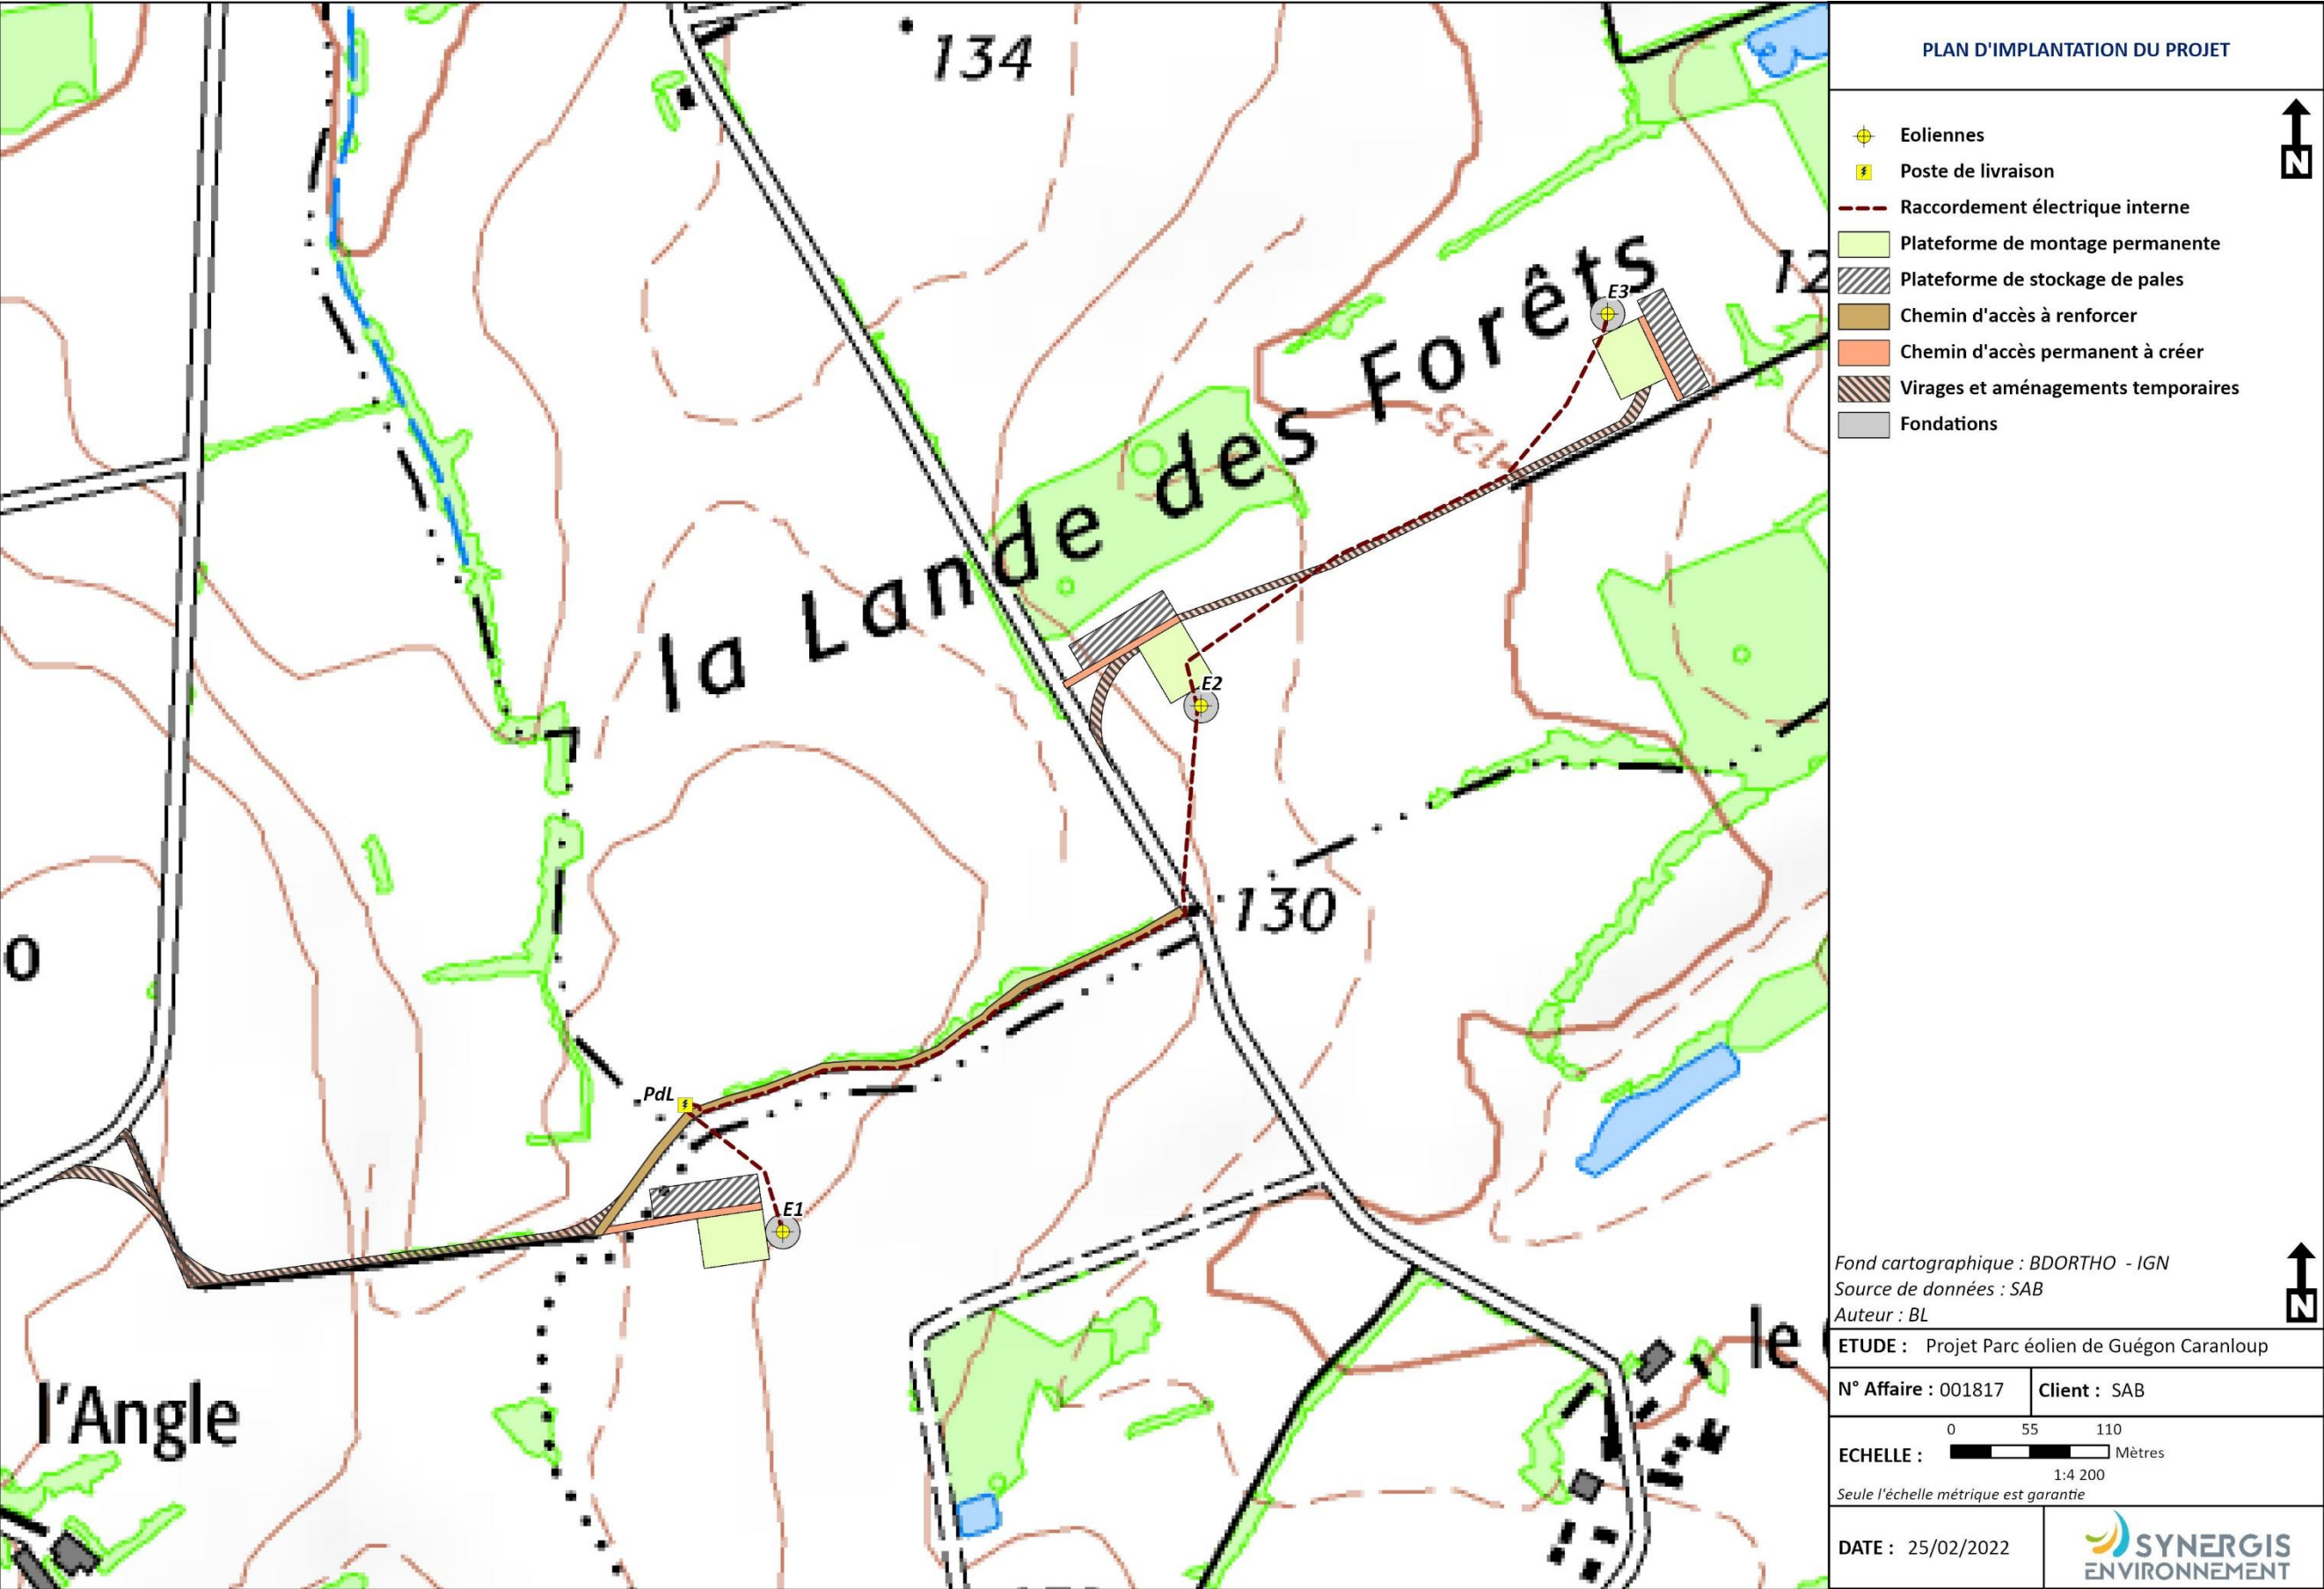 134
la Lande des Forêts
12
E3
125
E2
130
0
PdL
E1
l'Angle
le
PLAN D'IMPLANTATION DU PROJET
N
Eoliennes
Poste de livraison
Raccordement électrique interne
Plateforme de montage permanente
Plateforme de stockage de pales
Chemin d'accès à renforcer
Chemin d'accès permanent à créer
Virages et aménagements temporaires
Fondations
Fond cartographique : BDORTHO - IGN
Source de données : SAB
Auteur : BL
N
ETUDE : Projet Parc éolien de Guégon Caranloup
N° Affaire : 001817 Client : SAB
0 55 110
ECHELLE : Mètres
1:4 200
Seule l'échelle métrique est garantie
DATE : 25/02/2022
SYNERGIS
ENVIRONNEMENT